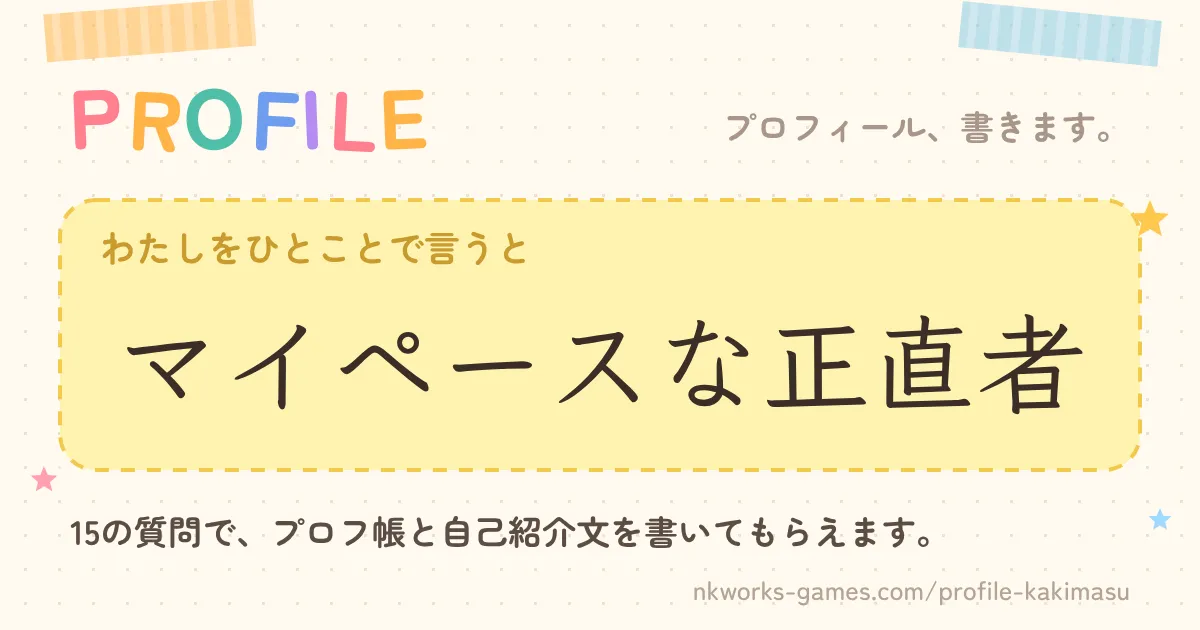 PROFILE
プロフィール、書きます。
わたしをひとことで言うと
マイペースな正直者
15の質問で、プロフ帳と自己紹介文を書いてもらえます。
nkworks-games.com/profile-kakimasu